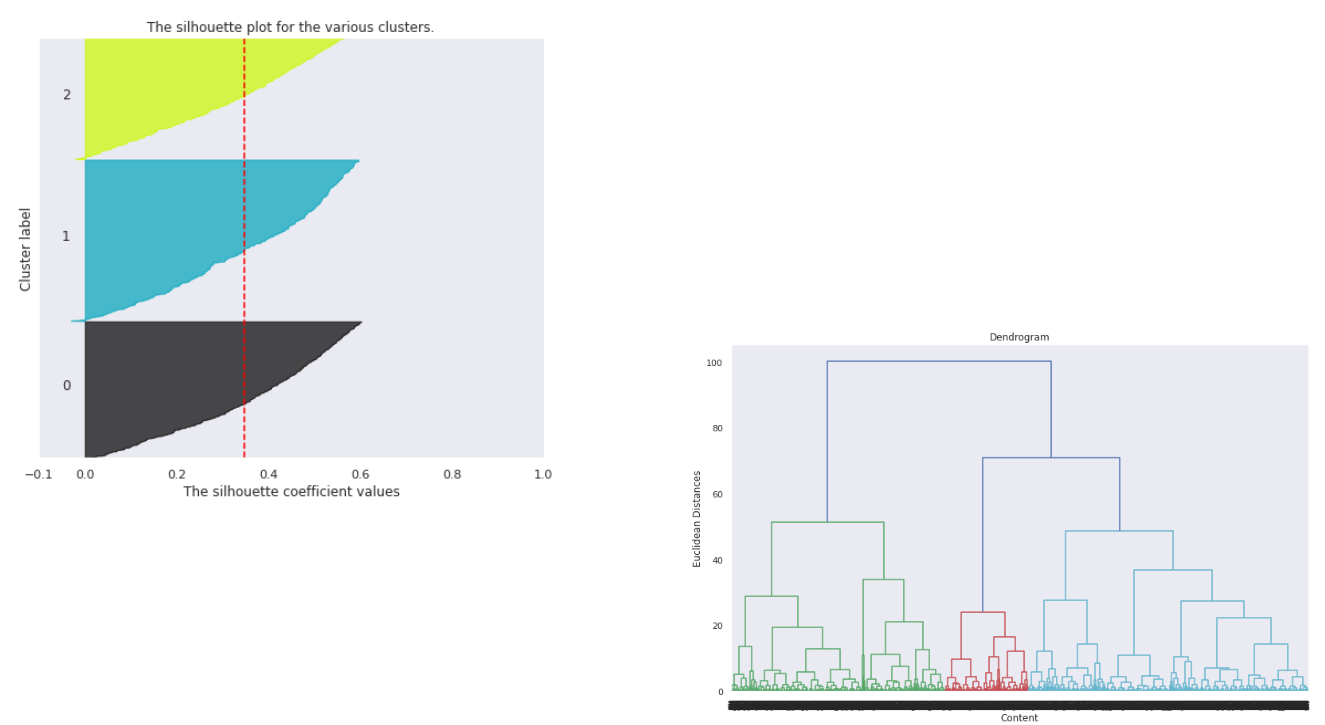 The silhouette plot for the various clusters.
Cluster label
2
1
0
−0.1 0.0 0.2 0.4 0.6 0.8 1.0
The silhouette coefficient values
Dendrogram
Euclidean Distances
100
80
60
40
20
0
Content